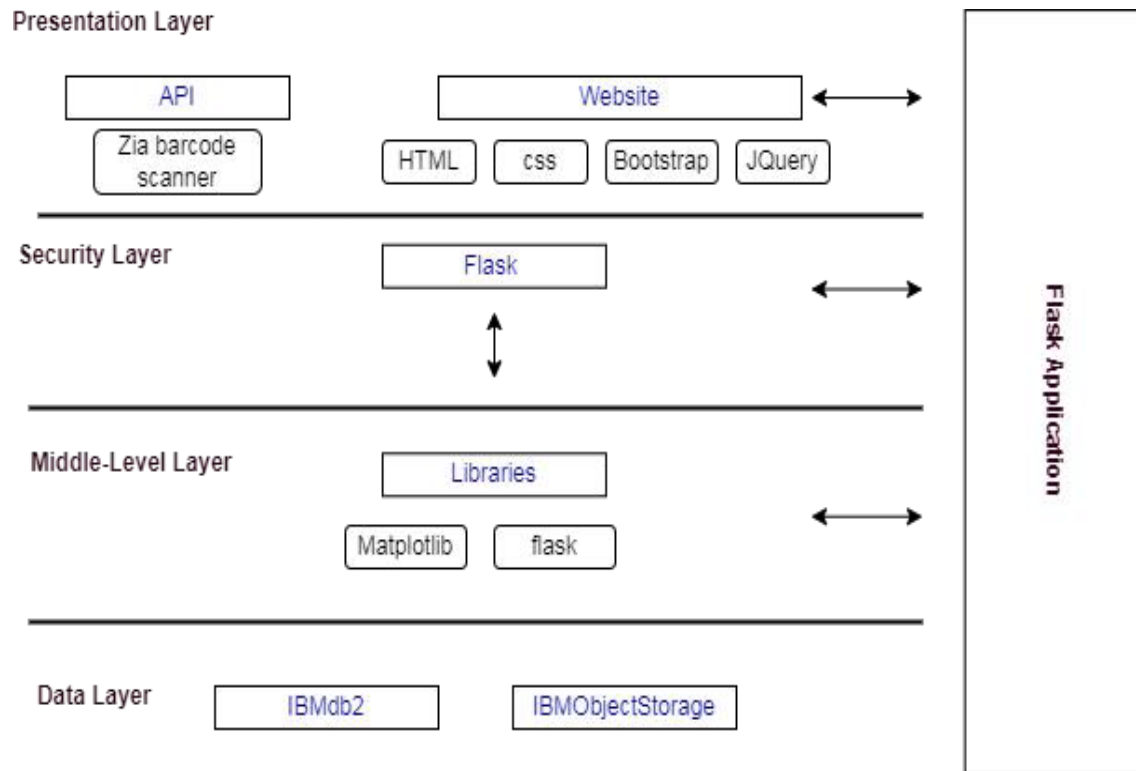 Presentation Layer
API
Website
Zia barcode
scanner
HTML
css
Bootstrap
JQuery
Security Layer
Flask
Middle-Level Layer
Libraries
Matplotlib
flask
Data Layer
IBMdb2
IBMObjectStorage
Flask Application